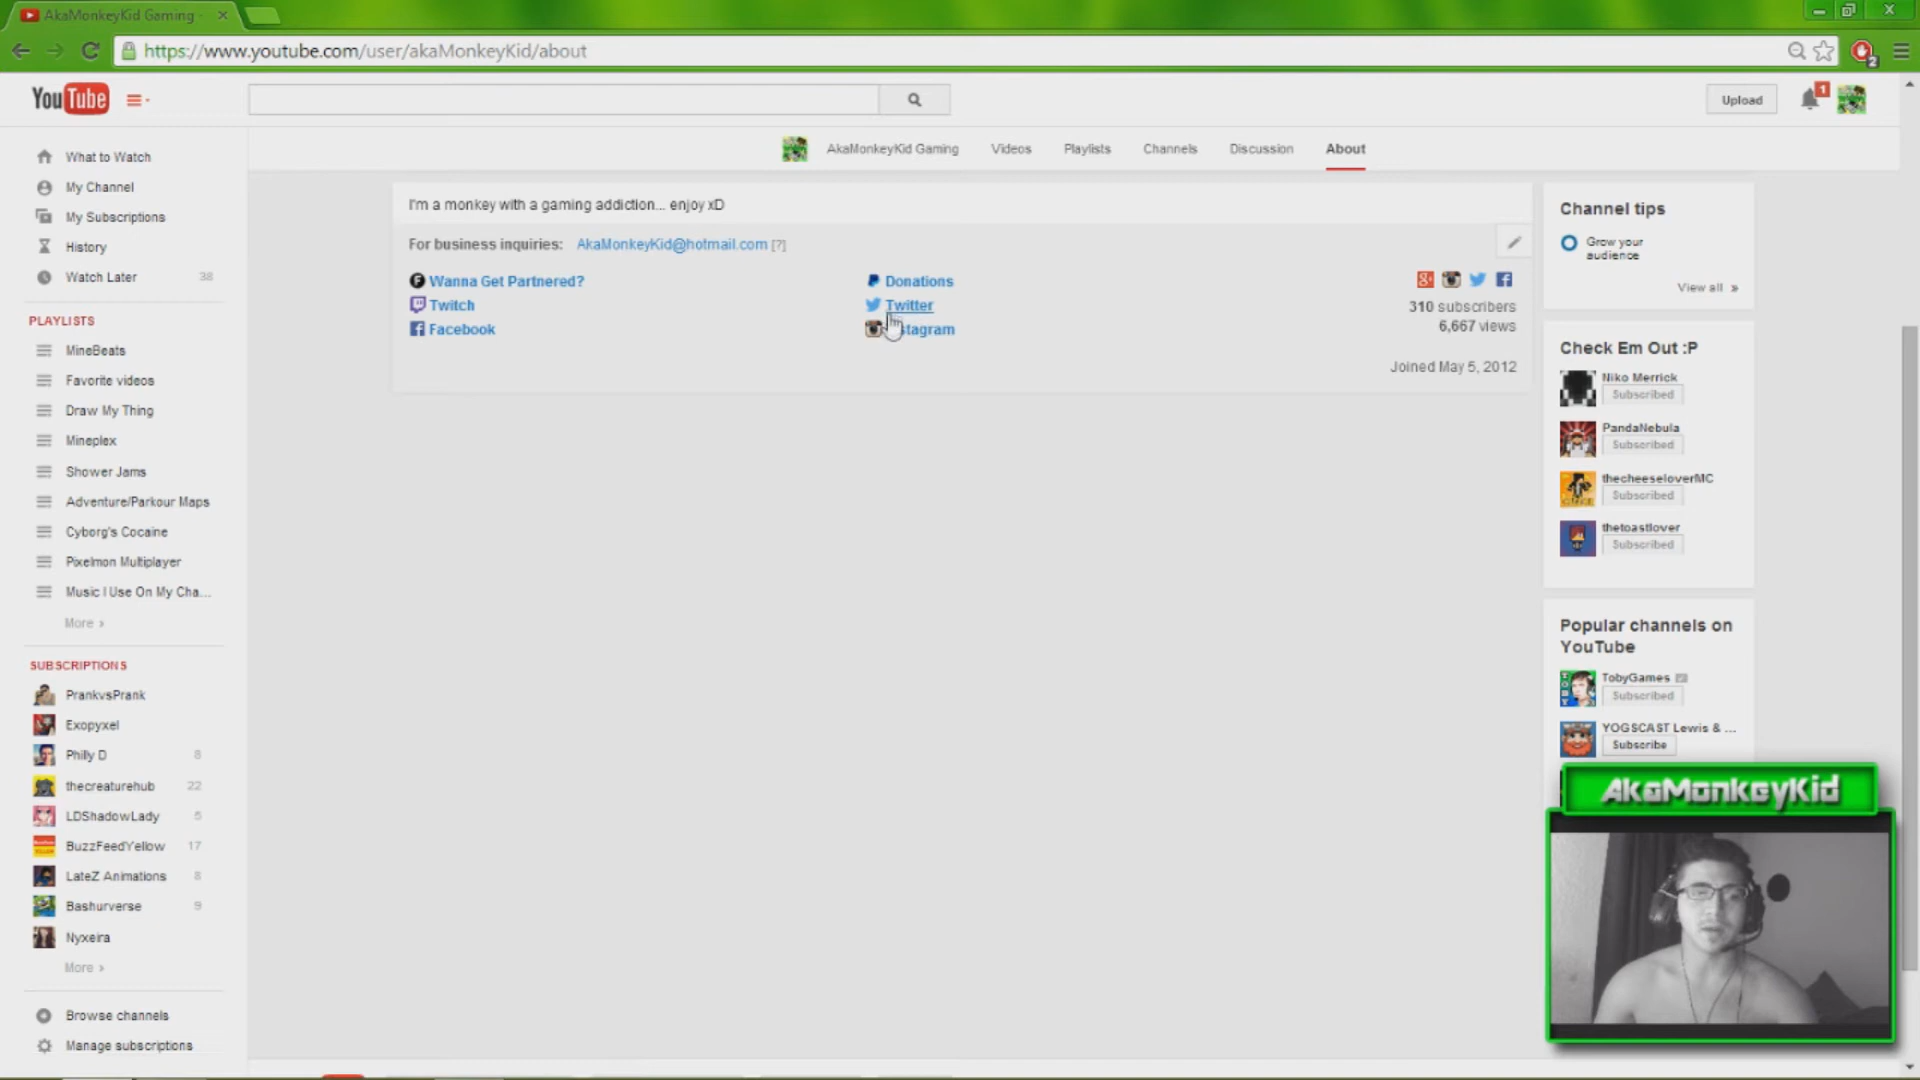 AkaMonkeyKid Gaming -
https://www.youtube.com/user/akaMonkeyKid/about
2
YouTube
Upload
1
AkaMonkeyKid Gaming Videos Playlists Channels Discussion About
What to Watch
My Channel
My Subscriptions
History
Watch Later 38
PLAYLISTS
MineBeats
Favorite videos
Draw My Thing
Mineplex
Shower Jams
Adventure/Parkour Maps
Cyborg's Cocaine
Pixelmon Multiplayer
Music I Use On My Cha...
More ›
SUBSCRIPTIONS
PrankvsPrank
Exopyxel
Philly D 8
thecreaturehub 22
LDShadowLady 5
BuzzFeedYellow 17
LateZ Animations 8
Bashurverse 9
Nyxeira
More ›
Browse channels
Manage subscriptions
I'm a monkey with a gaming addiction... enjoy xD
For business inquiries: AkaMonkeyKid@hotmail.com [?]
Wanna Get Partnered? Donations
Twitch Twitter
Facebook stagram
310 subscribers
6,667 views
Joined May 5, 2012
Channel tips
Grow your
audience
View all »
Check Em Out :P
Niko Merrick
Subscribed
PandaNebula
Subscribed
thecheeseloverMC
Subscribed
thetoastlover
Subscribed
Popular channels on
YouTube
TobyGames
Subscribed
YOGSCAST Lewis & ...
Subscribe
AkaMonkeyKid